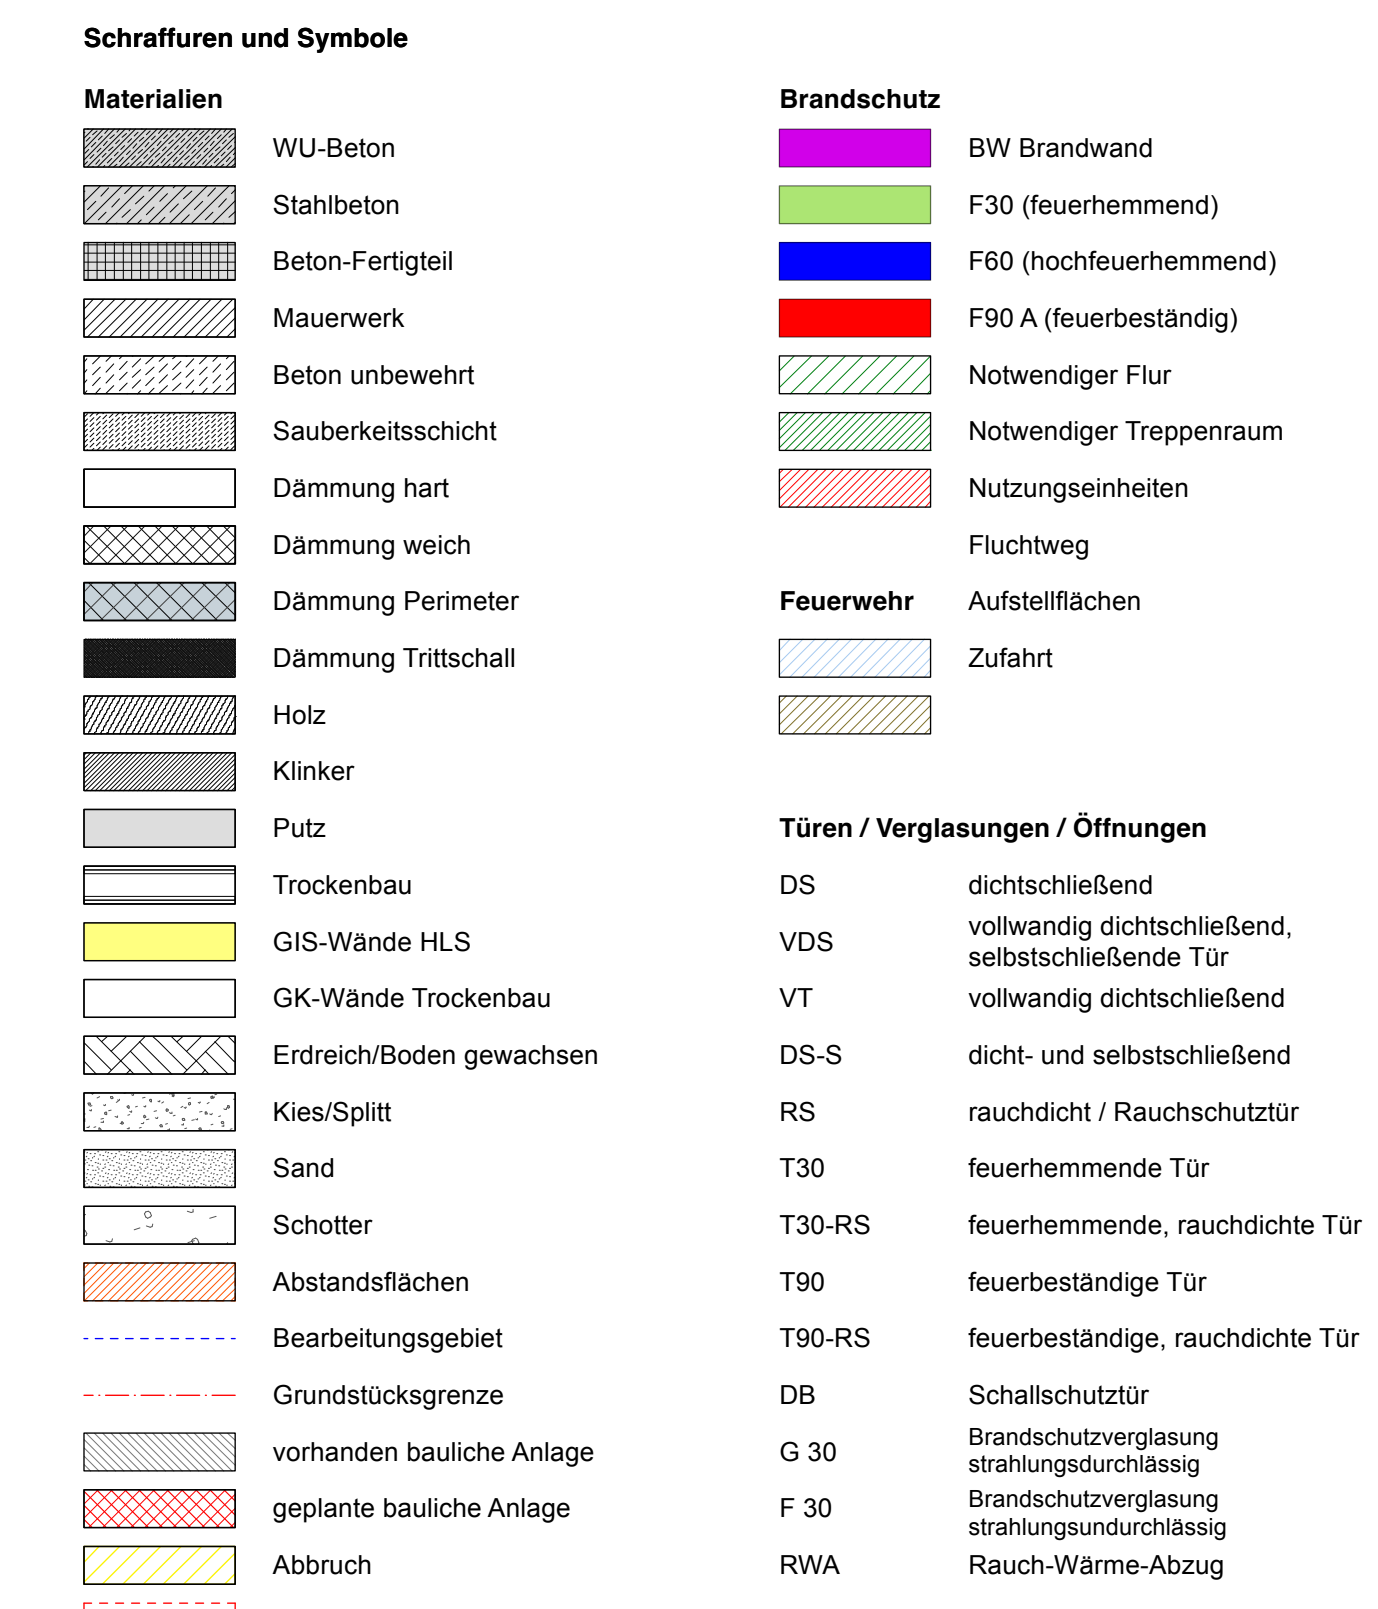 Schraffuren und Symbole
Materialien
WU-Beton
Stahlbeton
Beton-Fertigteil
Mauerwerk
Beton unbewehrt
Sauberkeitsschicht
Dämmung hart
Dämmung weich
Dämmung Perimeter
Dämmung Trittschall
Holz
Klinker
Putz
Trockenbau
GIS-Wände HLS
GK-Wände Trockenbau
Erdreich/Boden gewachsen
Kies/Splitt
Sand
Schotter
Abstandsflächen
Bearbeitungsgebiet
Grundstücksgrenze
vorhanden bauliche Anlage
geplante bauliche Anlage
Abbruch
Brandschutz
BW Brandwand
F30 (feuerhemmend)
F60 (hochfeuerhemmend)
F90 A (feuerbeständig)
Notwendiger Flur
Notwendiger Treppenraum
Nutzungseinheiten
Fluchtweg
Feuerwehr Aufstellflächen
Zufahrt
Türen / Verglasungen / Öffnungen
DS dichtschließend
VDS vollwandig dichtschließend,
selbstschließende Tür
VT vollwandig dichtschließend
DS-S dicht- und selbstschließend
RS rauchdicht / Rauchschutztür
T30 feuerhemmende Tür
T30-RS feuerhemmende, rauchdichte Tür
T90 feuerbeständige Tür
T90-RS feuerbeständige, rauchdichte Tür
DB Schallschutztür
G 30 Brandschutzverglasung
strahlungsdurchlässig
F 30 Brandschutzverglasung
strahlungsundurchlässig
RWA Rauch-Wärme-Abzug